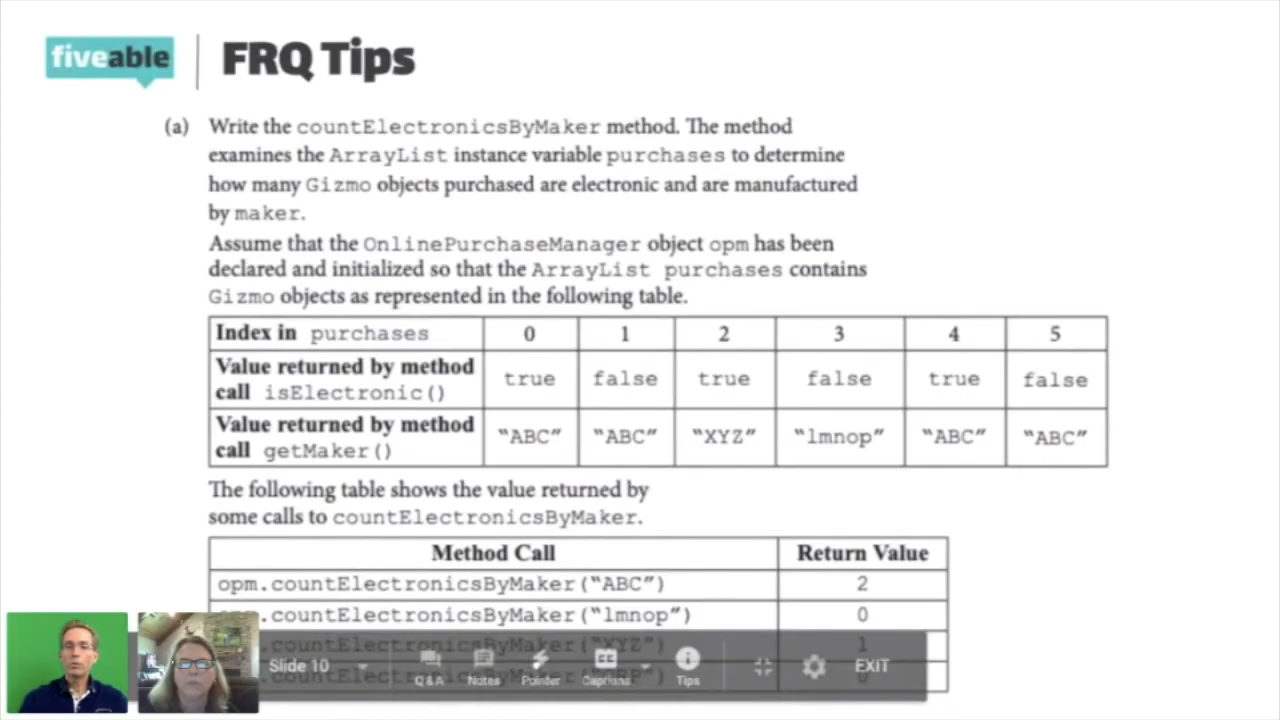 fiveable
FRQ Tips
(a) Write the countElectronicsByMaker method. The method
examines the ArrayList instance variable purchases to determine
how many Gizmo objects purchased are electronic and are manufactured
by maker.
Assume that the OnlinePurchaseManager object opm has been
declared and initialized so that the ArrayList purchases contains
Gizmo objects as represented in the following table.
Index in purchases 0 1 2 3 4 5
Value returned by method
call isElectronic() true false true false true false
Value returned by method
call getMaker() “ABC” “ABC” “XYZ” “lmnop” “ABC” “ABC”
The following table shows the value returned by
some calls to countElectronicsByMaker.
Method Call Return Value
opm.countElectronicsByMaker(“ABC”) 2
.countElectronicsByMaker(“lmnop”) 0
.countElectronicsByMaker(“XYZ”) 1
Slide 10
Q&A Notes Pointer Captions Tips
EXIT